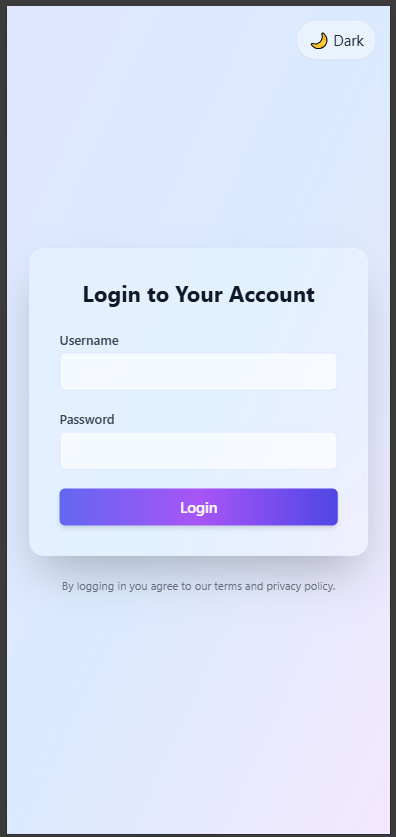 🌙 Dark
Login to Your Account
Username
Password
Login
By logging in you agree to our terms and privacy policy.